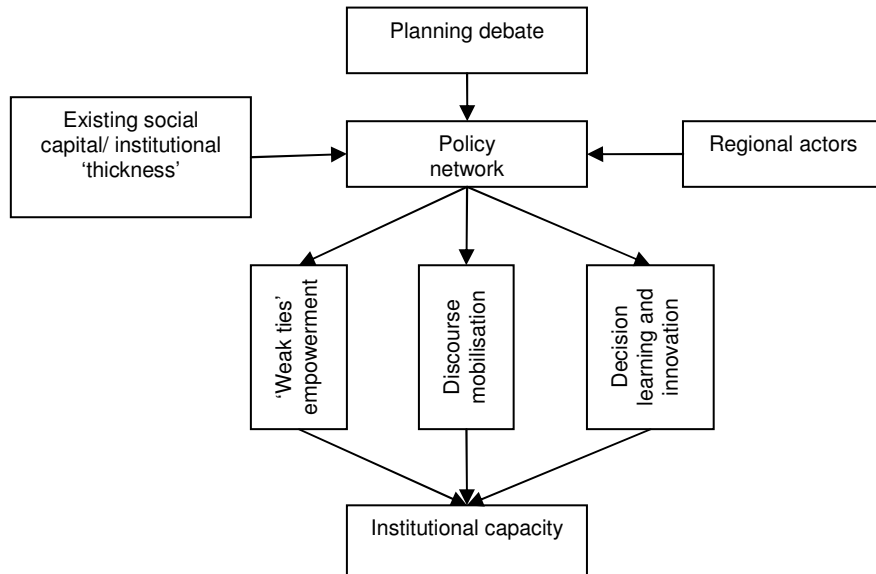 Planning debate
Existing social
capital/ institutional
‘thickness’
Policy
network
Regional actors
‘Weak ties’
empowerment
Discourse
mobilisation
Decision
learning and
innovation
Institutional capacity